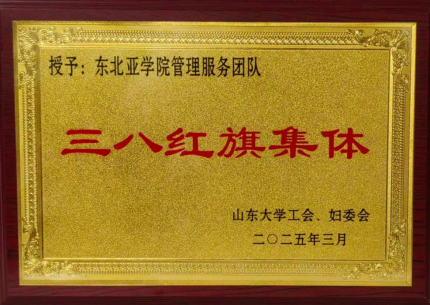 授予：东北亚学院管理服务团队
三八红旗集体
山东大学工会、妇委会
二〇二五年三月